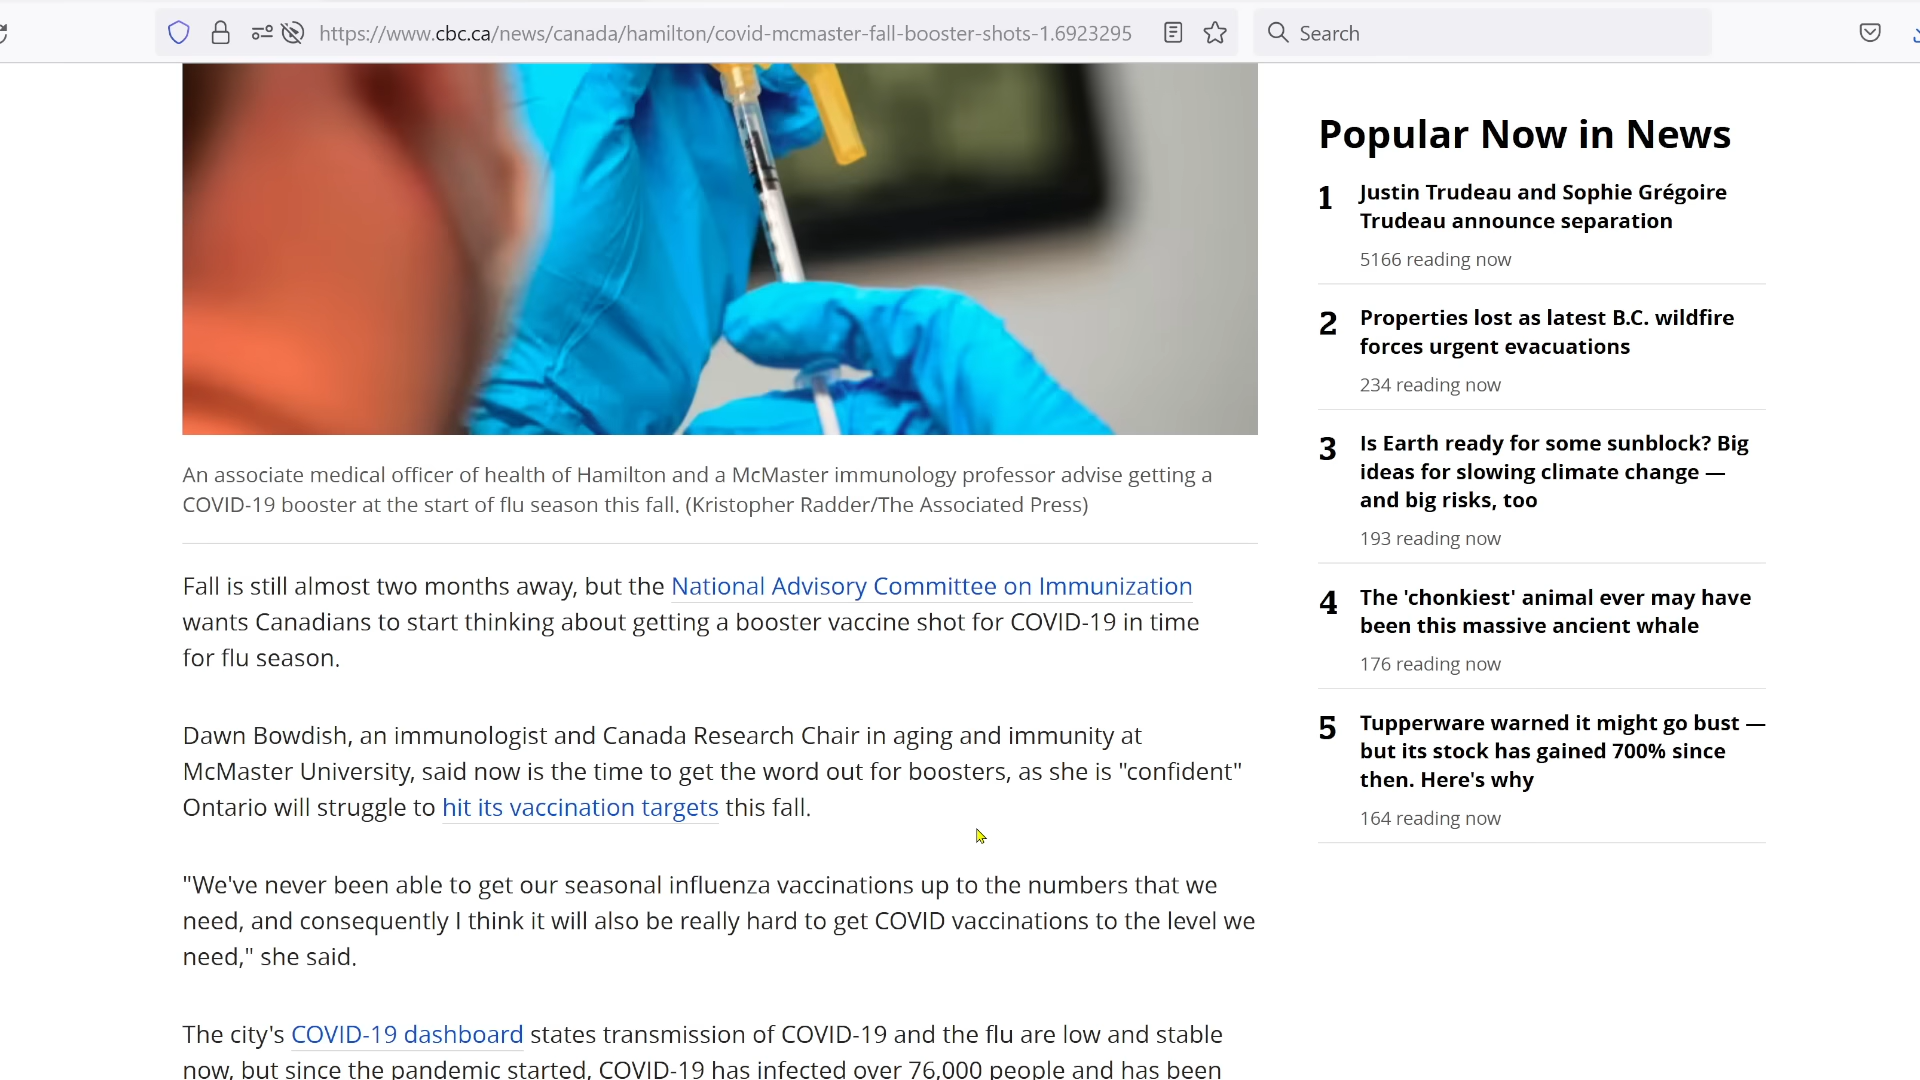 https://www.cbc.ca/news/canada/hamilton/covid-mcmaster-fall-booster-shots-1.6923295
Search
An associate medical officer of health of Hamilton and a McMaster immunology professor advise getting a
COVID-19 booster at the start of flu season this fall. (Kristopher Radder/The Associated Press)
Fall is still almost two months away, but the National Advisory Committee on Immunization
wants Canadians to start thinking about getting a booster vaccine shot for COVID-19 in time
for flu season.
Dawn Bowdish, an immunologist and Canada Research Chair in aging and immunity at
McMaster University, said now is the time to get the word out for boosters, as she is "confident"
Ontario will struggle to hit its vaccination targets this fall.
"We've never been able to get our seasonal influenza vaccinations up to the numbers that we
need, and consequently I think it will also be really hard to get COVID vaccinations to the level we
need," she said.
The city's COVID-19 dashboard states transmission of COVID-19 and the flu are low and stable
now, but since the pandemic started, COVID-19 has infected over 76,000 people and has been
Popular Now in News
1
Justin Trudeau and Sophie Grégoire
Trudeau announce separation
5166 reading now
2
Properties lost as latest B.C. wildfire
forces urgent evacuations
234 reading now
3
Is Earth ready for some sunblock? Big
ideas for slowing climate change —
and big risks, too
193 reading now
4
The 'chonkiest' animal ever may have
been this massive ancient whale
176 reading now
5
Tupperware warned it might go bust —
but its stock has gained 700% since
then. Here's why
164 reading now